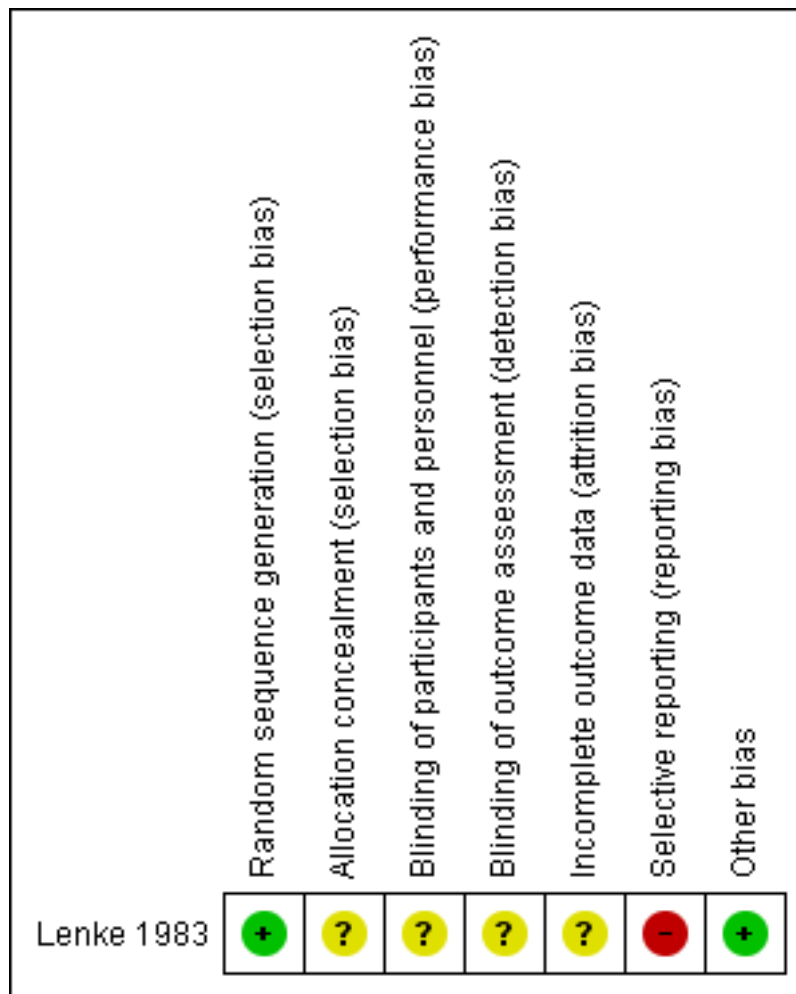 Random sequence generation (selection bias)
Allocation concealment (selection bias)
Blinding of participants and personnel (performance bias)
Blinding of outcome assessment (detection bias)
Incomplete outcome data (attrition bias)
Selective reporting (reporting bias)
Other bias
Lenke 1983 + ? ? ? ? - +